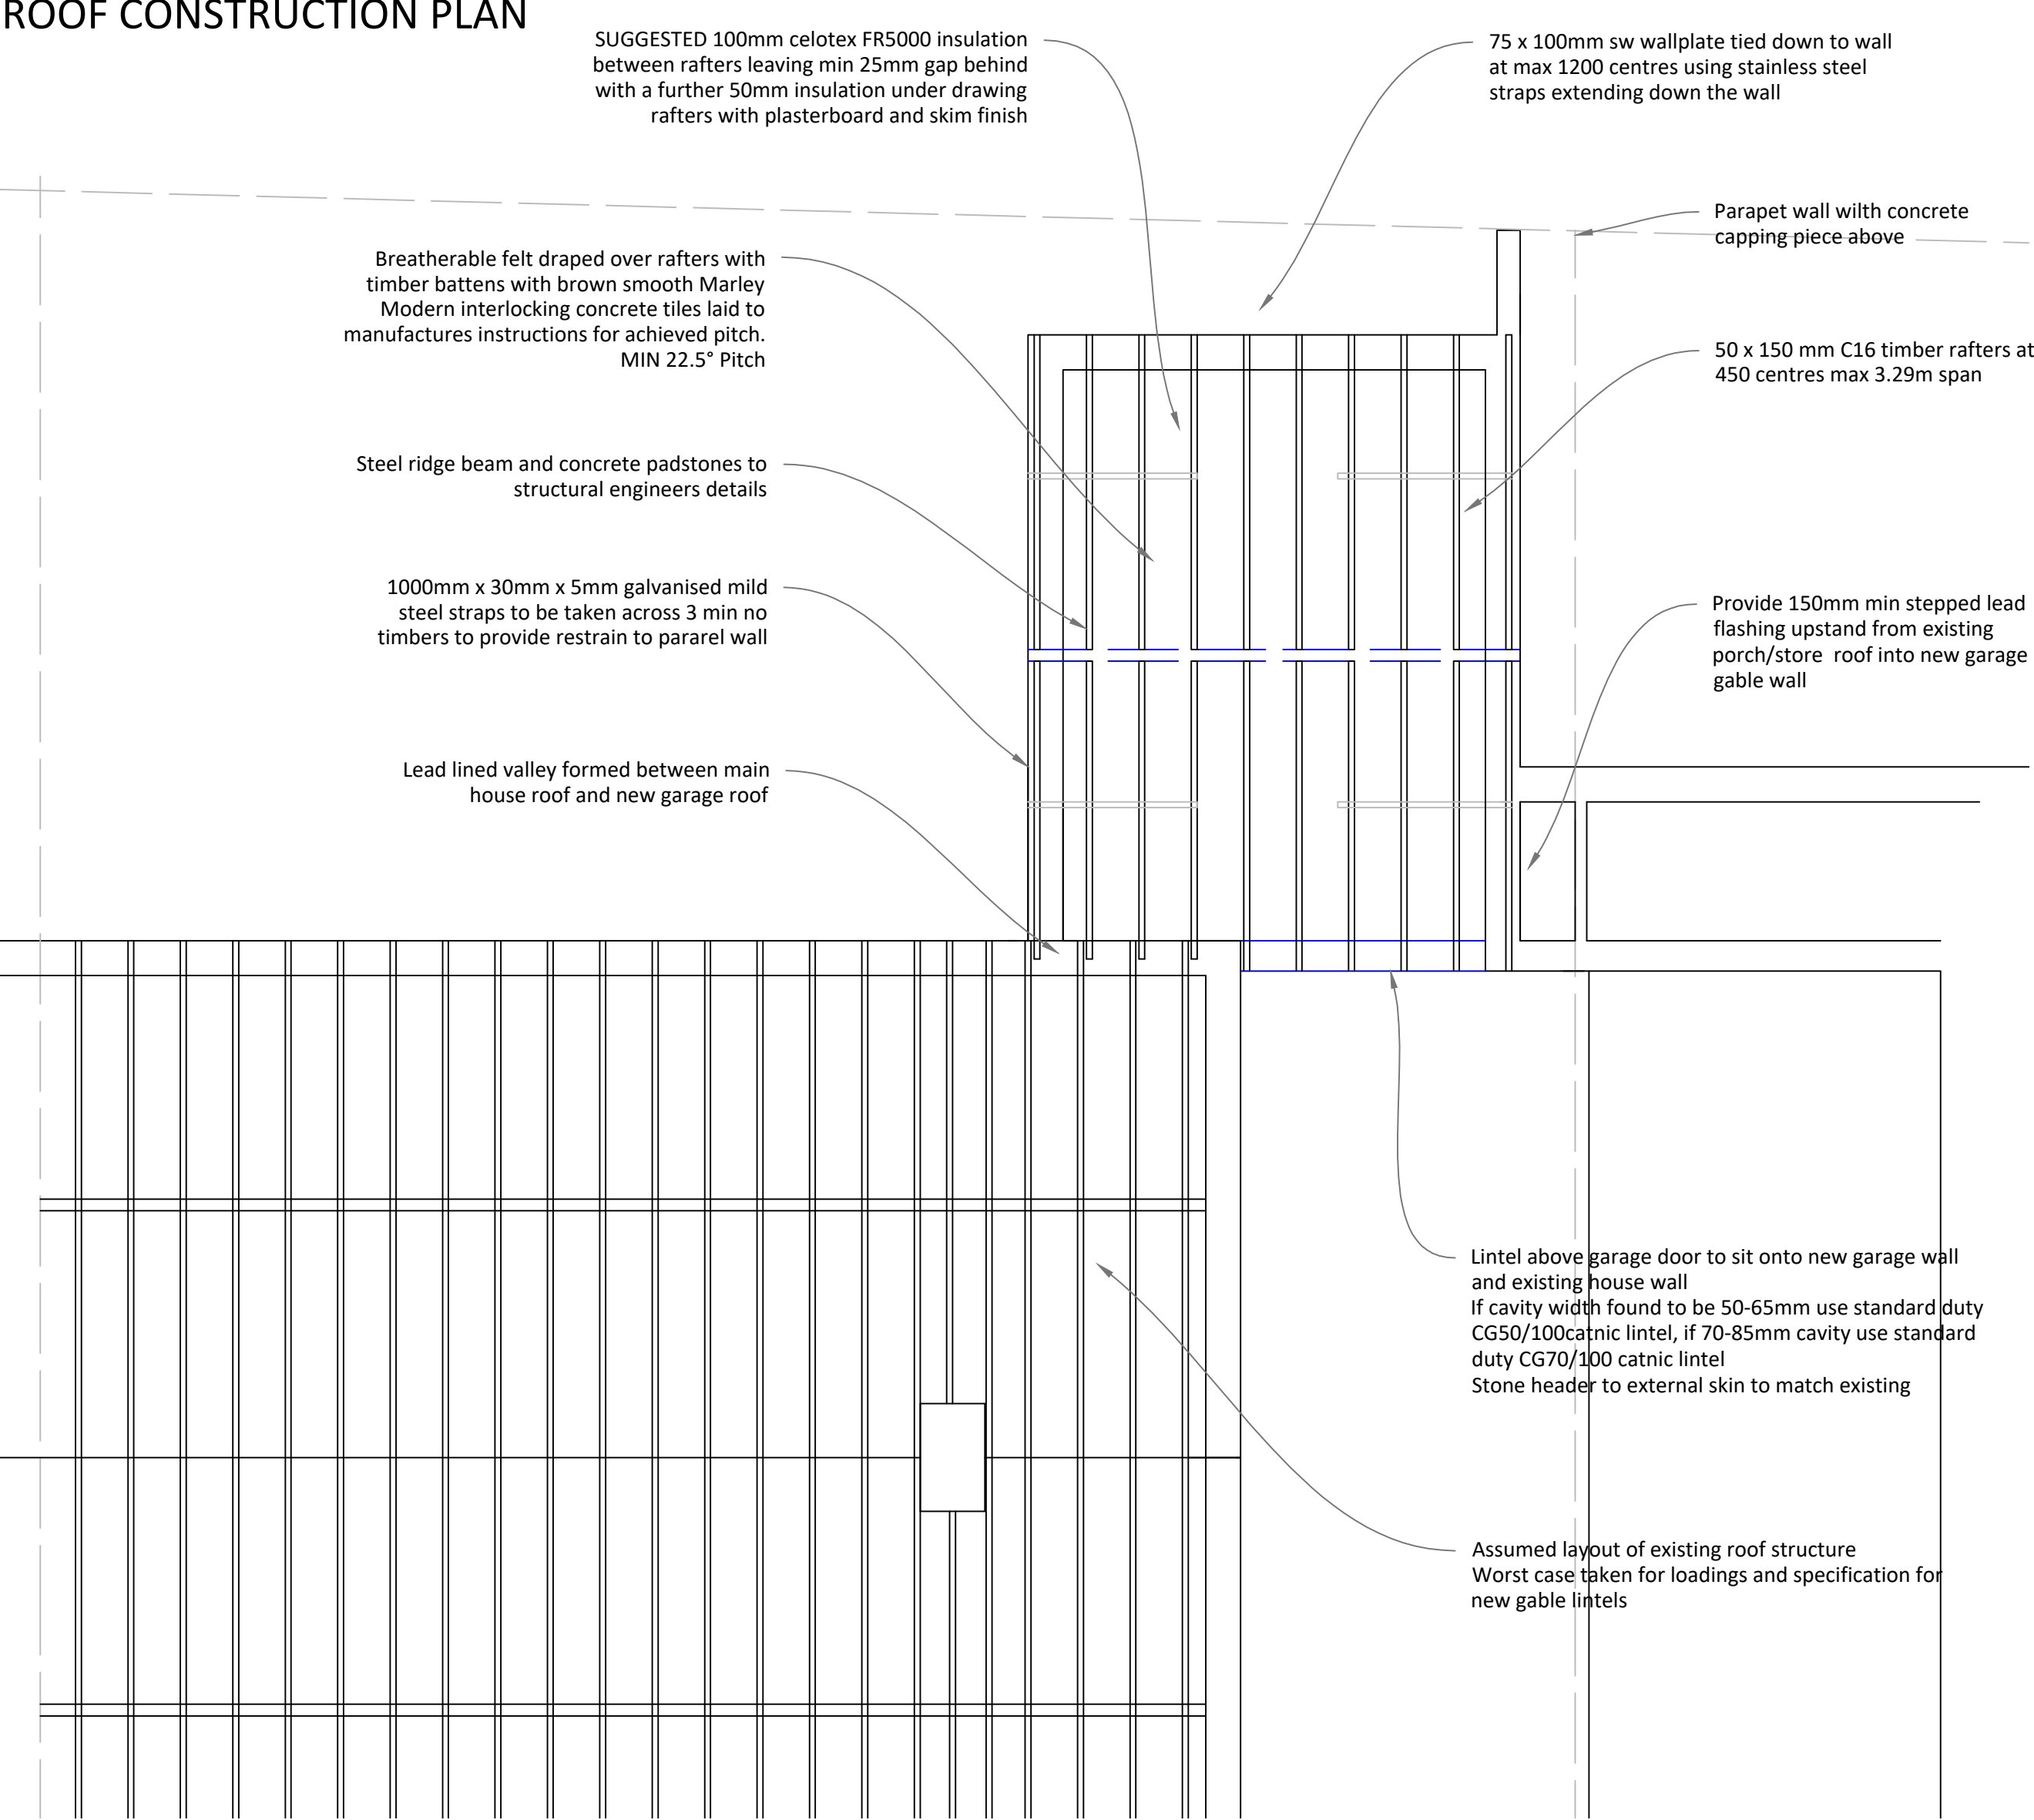 ROOF CONSTRUCTION PLAN
SUGGESTED 100mm celotex FR5000 insulation
between rafters leaving min 25mm gap behind
with a further 50mm insulation under drawing
rafters with plasterboard and skim finish
75 x 100mm sw wallplate tied down to wall
at max 1200 centres using stainless steel
straps extending down the wall
Parapet wall wilth concrete
capping piece above
Breatherable felt draped over rafters with
timber battens with brown smooth Marley
Modern interlocking concrete tiles laid to
manufactures instructions for achieved pitch.
MIN 22.5° Pitch
50 x 150 mm C16 timber rafters at
450 centres max 3.29m span
Steel ridge beam and concrete padstones to
structural engineers details
1000mm x 30mm x 5mm galvanised mild
steel straps to be taken across 3 min no
timbers to provide restrain to pararel wall
Provide 150mm min stepped lead
flashing upstand from existing
porch/store roof into new garage
gable wall
Lead lined valley formed between main
house roof and new garage roof
Lintel above garage door to sit onto new garage wall
and existing house wall
If cavity width found to be 50-65mm use standard duty
CG50/100catnic lintel, if 70-85mm cavity use standard
duty CG70/100 catnic lintel
Stone header to external skin to match existing
Assumed layout of existing roof structure
Worst case taken for loadings and specification for
new gable lintels